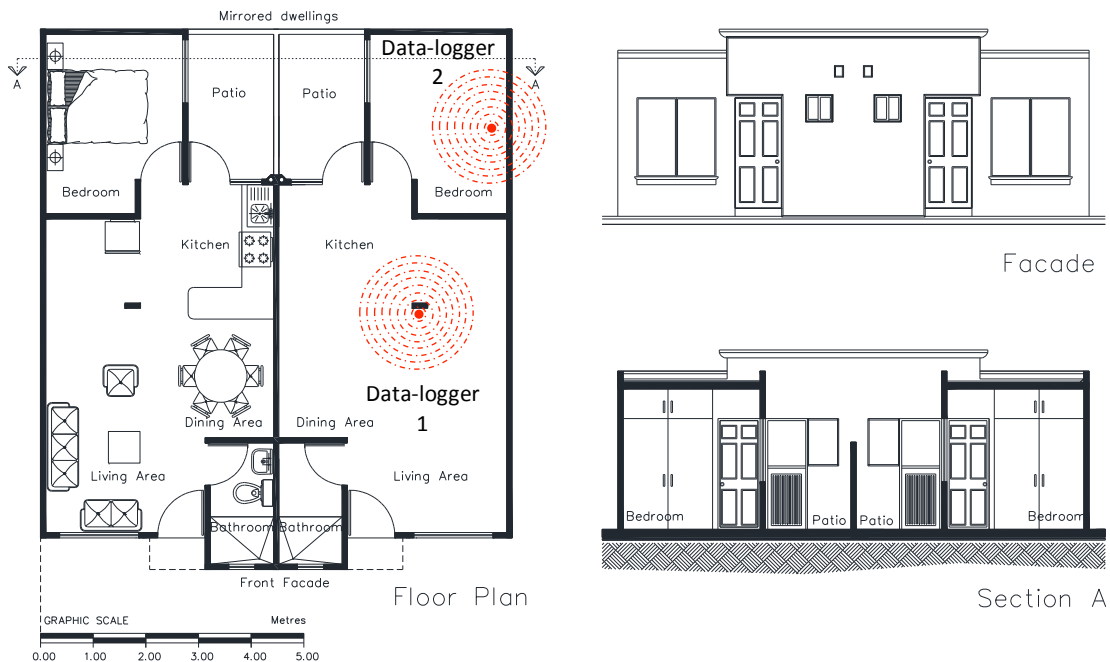 Mirrored dwellings
Data-logger
2
A
A
Patio
Patio
Bedroom
Bedroom
Kitchen
Kitchen
Data-logger
1
Dining Area
Dining Area
Living Area
Living Area
Bathroom
Bathroom
Front Facade
Floor Plan
GRAPHIC SCALE
Metres
0.00 1.00 2.00 3.00 4.00 5.00
Facade
Bedroom
Patio
Patio
Bedroom
Section A